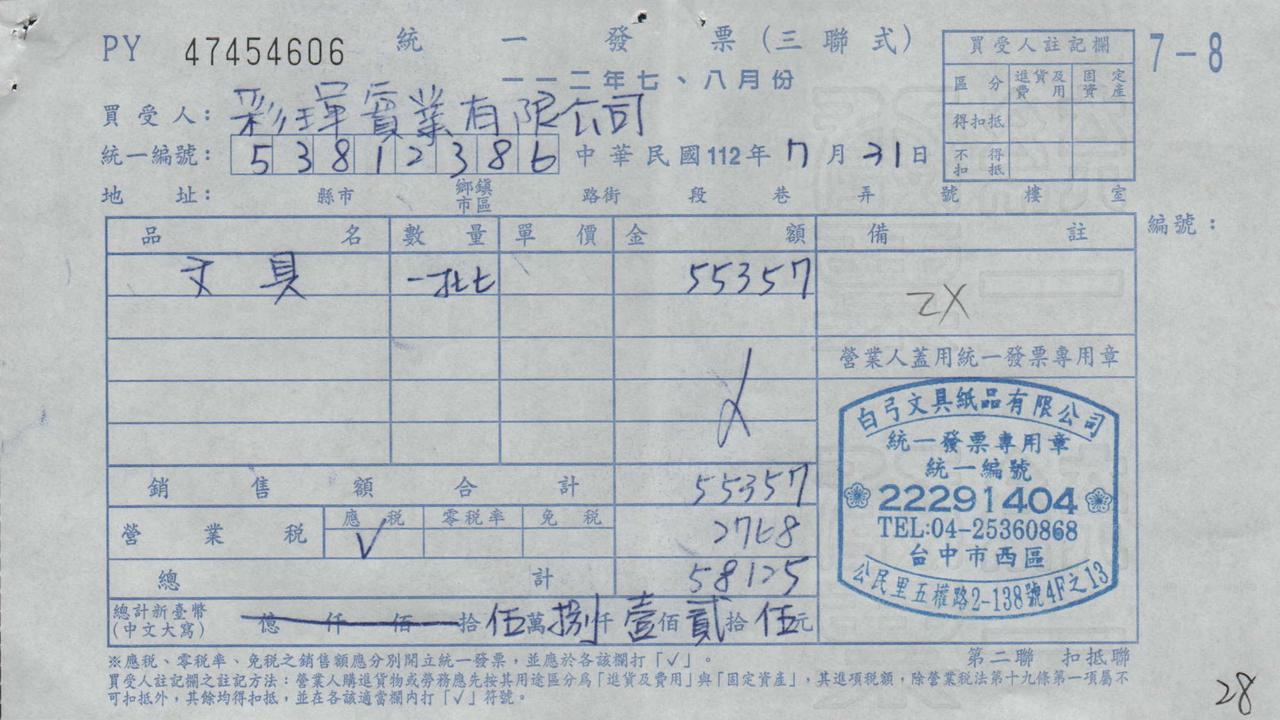 PY 47454606 統一發票(三聯式) 7-8
一一二年七、八月份
買受人: 彩琿實業有限公司
統一編號: 53812386 中華民國112年7月31日
地址: 縣市 鄉鎮市區 路街 段 巷 弄 號 樓 室
買受人註記欄
區分 進貨及費用 固定資產
得扣抵
不得扣抵
編號:
品名 數量 單價 金額 備註
文具 一批 55357 ZX
營業人蓋用統一發票專用章
銷售額合計 55357
營業稅 應稅 √ 零稅率 免稅 2768
總計 58125
總計新臺幣(中文大寫) 億仟佰拾伍萬捌仟壹佰貳拾伍元
白弓文具紙品有限公司
統一發票專用章
統一編號
22291404
TEL:04-25360868
台中市西區
公民里五權路2-138號4F之13
※應稅、零稅率、免稅之銷售額應分別開立統一發票,並應於各該欄打「√」。
第二聯 扣抵聯
買受人註記欄之註記方法:營業人購進貨物或勞務應先按其用途區分為「進貨及費用」與「固定資產」,其進項稅額,除營業稅法第十九條第一項屬不
可扣抵外,其餘均得扣抵,並在各該適當欄內打「√」符號。
28